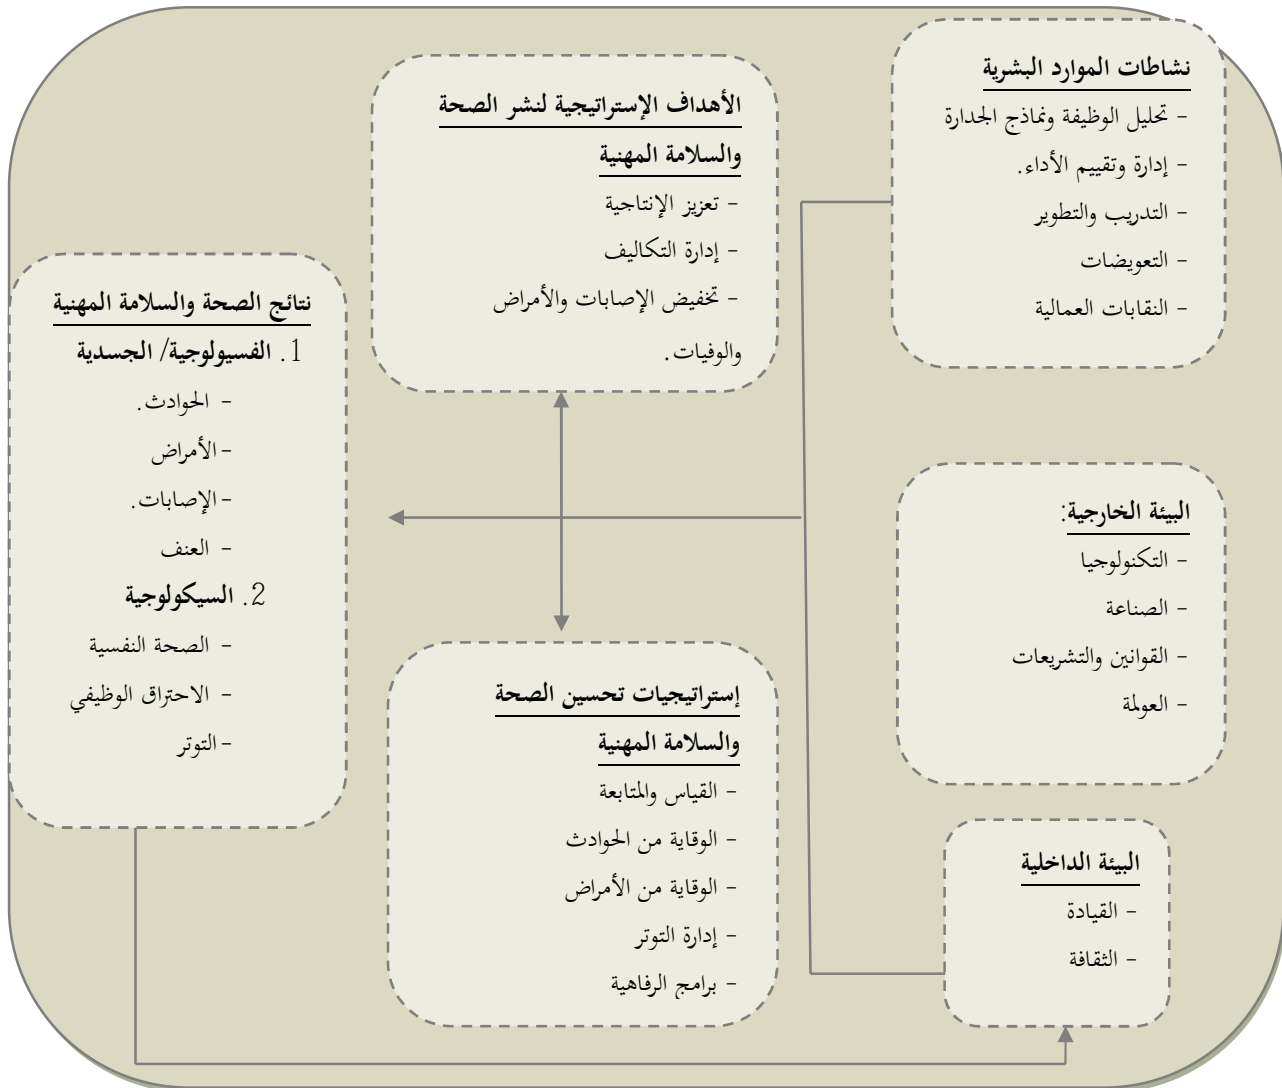 نشاطات الموارد البشرية
- تحليل الوظيفة ونماذج الجدارة
- إدارة وتقييم الأداء.
- التدريب والتطوير
- التعويضات
- النقابات العمالية
البيئة الخارجية:
- التكنولوجيا
- الصناعة
- القوانين والتشريعات
- العولمة
البيئة الداخلية
- القيادة
- الثقافة
الأهداف الإستراتيجية لنشر الصحة
والسلامة المهنية
- تعزيز الإنتاجية
- إدارة التكاليف
- تخفيض الإصابات والأمراض
والوفيات.
إستراتيجيات تحسين الصحة
والسلامة المهنية
- القياس والمتابعة
- الوقاية من الحوادث
- الوقاية من الأمراض
- إدارة التوتر
- برامج الرفاهية
نتائج الصحة والسلامة المهنية
1. الفسيولوجية/ الجسدية
- الحوادث.
- الأمراض
- الإصابات.
- العنف
2. السيكولوجية
- الصحة النفسية
- الاحتراق الوظيفي
- التوتر